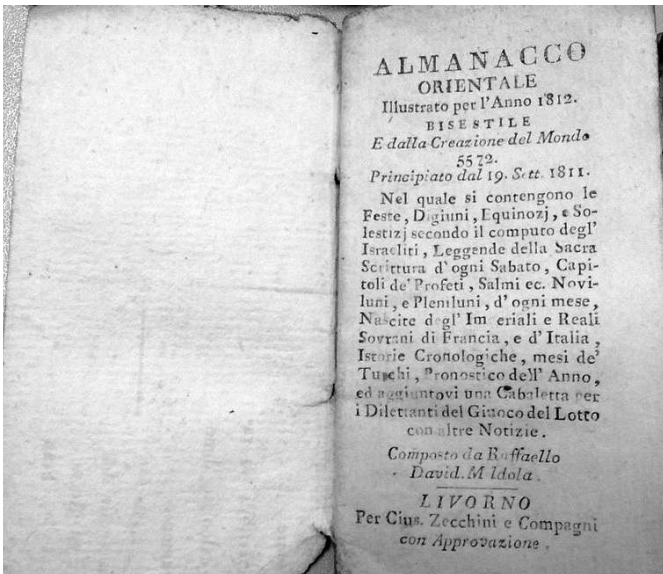 ALMANACCO
ORIENTALE
Illustrato per l'Anno 1812.
BISESTILE
E dalla Creazione del Mondo
5572.
Principiato dal 19. Sett. 1811.
Nel quale si contengono le
Feste, Digiuni, Equinozj, e So-
lestizj secondo il computo degl'
Israeliti, Leggende della Sacra
Scrittura d'ogni Sabato, Capi-
toli de' Profeti, Salmi ec. Novi-
luni, e Pleniluni, d'ogni mese,
Nascite degl' Im eriali e Reali
Sovrani di Francia, e d'Italia,
Istorie Cronologiche, mesi de'
Turchi, Pronostico dell' Anno,
ed aggiuntovi una Cabaletta per
i Dilettanti del Giuoco del Lotto
con altre Notizie.
Composto da Raffaello
David. M ldola.
LIVORNO
Per Cius. Zecchini e Compagni
con Approvazione.